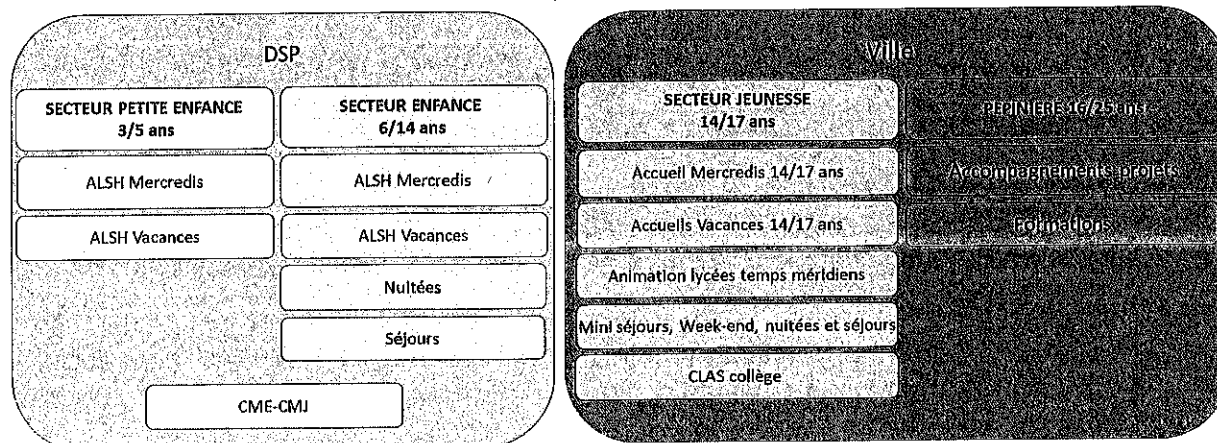 DSP
SECTEUR PETITE ENFANCE
3/5 ans
ALSH Mercredis
ALSH Vacances
SECTEUR ENFANCE
6/14 ans
ALSH Mercredis
ALSH Vacances
Nuitées
Séjours
CME-CMJ
Ville
SECTEUR JEUNESSE
14/17 ans
Accueil Mercredis 14/17 ans
Accueils Vacances 14/17 ans
Animation lycées temps méridiens
Mini séjours, Week-end, nuitées et séjours
CLAS collège
PEPINIERE 16/25 ans
Accompagnements projets
Formations